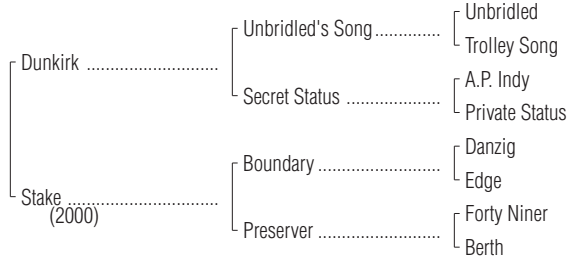 Unbridled
Unbridled's Song..............
Trolley Song
Dunkirk ............................
A.P. Indy
Secret Status ....................
Private Status
Danzig
Boundary ..........................
Edge
Stake................................
(2000)
Forty Niner
Preserver ..........................
Berth